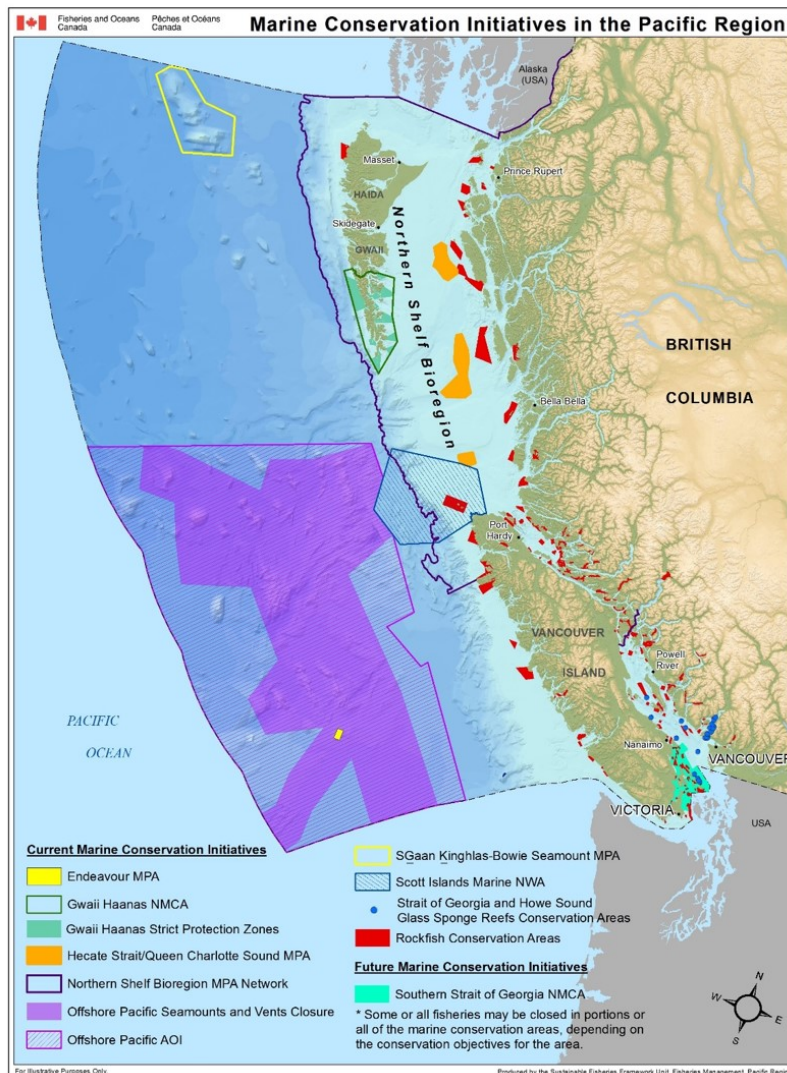 Fisheries and Oceans
Canada
Pêches et Océans
Canada
Marine Conservation Initiatives in the Pacific Region
Alaska
(USA)
Masset
Prince Rupert
HAIDA
Skidegate
GWAII
Northern Shelf Bioregion
BRITISH
COLUMBIA
Bella Bella
Port
Hardy
VANCOUVER
ISLAND
Powell
River
PACIFIC
OCEAN
Nanaimo
VANCOUVER
VICTORIA
USA
Current Marine Conservation Initiatives
Endeavour MPA
Gwaii Haanas NMCA
Gwaii Haanas Strict Protection Zones
Hecate Strait/Queen Charlotte Sound MPA
Northern Shelf Bioregion MPA Network
Offshore Pacific Seamounts and Vents Closure
Offshore Pacific AOI
SG̲aan K̲inghlas-Bowie Seamount MPA
Scott Islands Marine NWA
Strait of Georgia and Howe Sound
Glass Sponge Reefs Conservation Areas
Rockfish Conservation Areas
Future Marine Conservation Initiatives
Southern Strait of Georgia NMCA
* Some or all fisheries may be closed in portions or
all of the marine conservation areas, depending on
the conservation objectives for the area.
N
W
E
S
For Illustrative Purposes Only.
Produced by the Sustainable Fisheries Framework Unit, Fisheries Management, Pacific Region